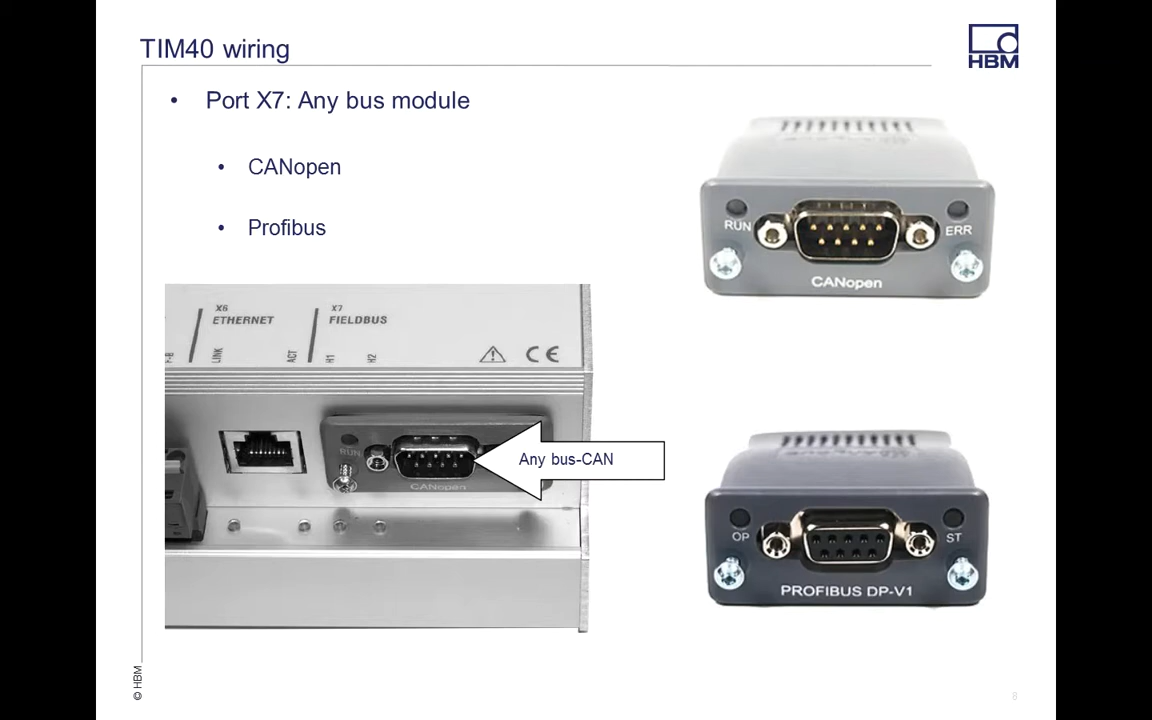 TIM40 wiring
HBM
• Port X7: Any bus module
• CANopen
• Profibus
RUN
ERR
CANopen
X6
ETHERNET
LINK
ACT
X7
FIELDBUS
H1
H2
CE
RUN
CANopen
Any bus-CAN
OP
ST
PROFIBUS DP-V1
© HBM
8